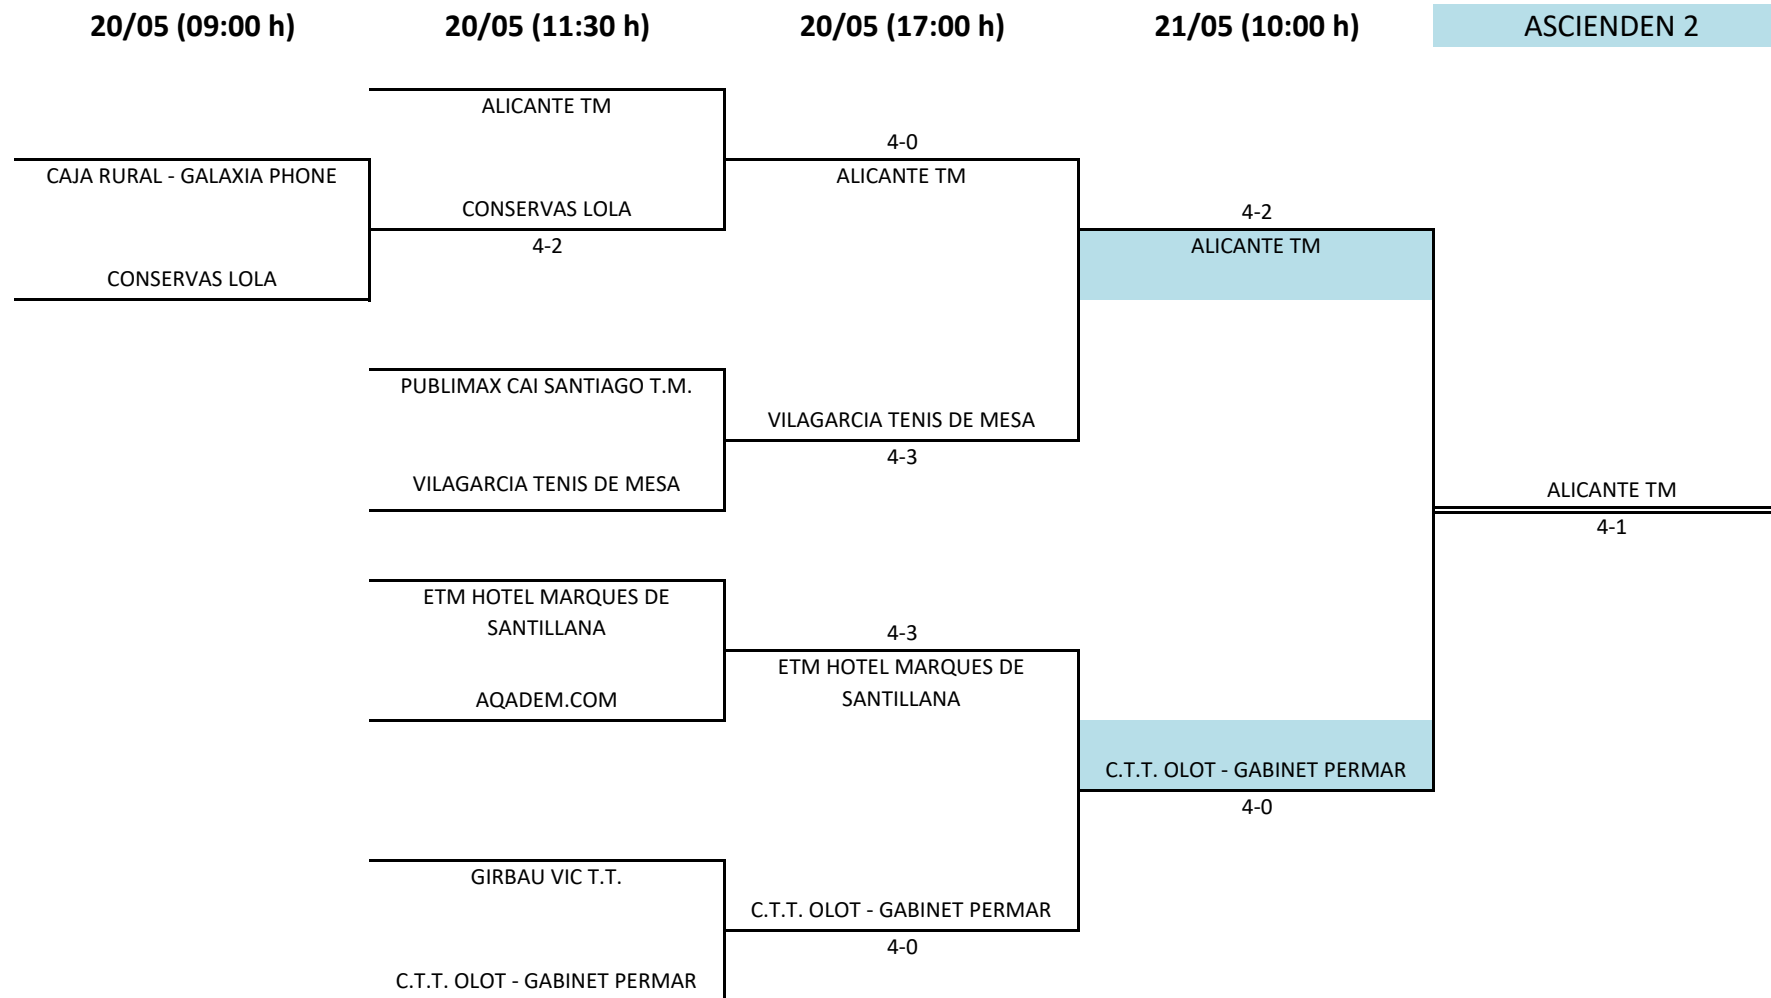 20/05 (09:00 h)
20/05 (11:30 h)
20/05 (17:00 h)
21/05 (10:00 h)
ASCIENDEN 2
ALICANTE TM
4-0
CAJA RURAL - GALAXIA PHONE
ALICANTE TM
CONSERVAS LOLA
4-2
4-2
ALICANTE TM
CONSERVAS LOLA
PUBLIMAX CAI SANTIAGO T.M.
VILAGARCIA TENIS DE MESA
4-3
VILAGARCIA TENIS DE MESA
ALICANTE TM
4-1
ETM HOTEL MARQUES DE
SANTILLANA
4-3
ETM HOTEL MARQUES DE
SANTILLANA
AQADEM.COM
C.T.T. OLOT - GABINET PERMAR
4-0
GIRBAU VIC T.T.
C.T.T. OLOT - GABINET PERMAR
4-0
C.T.T. OLOT - GABINET PERMAR